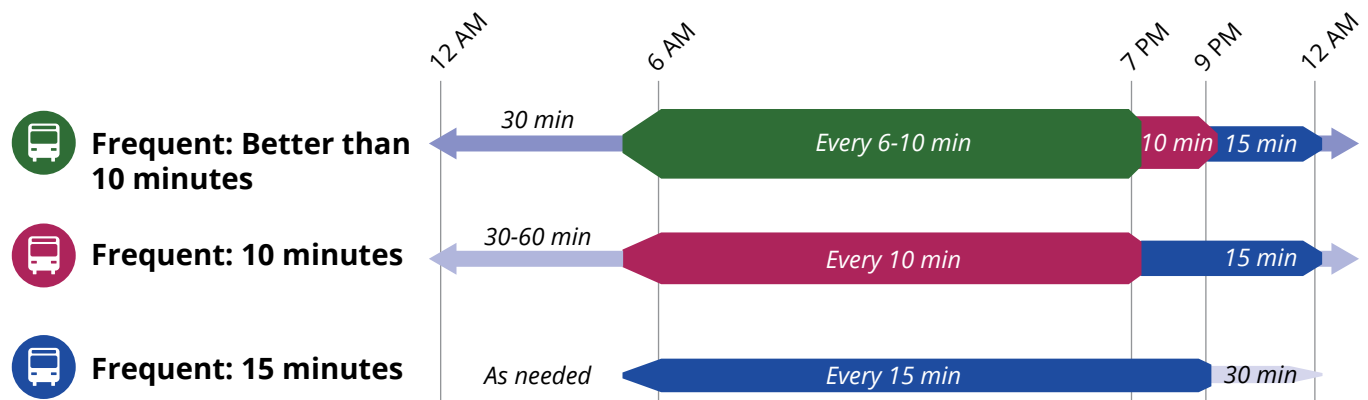 12 AM
6 AM
7 PM
9 PM
12 AM
Frequent: Better than
10 minutes
30 min
Every 6-10 min
10 min
15 min
Frequent: 10 minutes
30-60 min
Every 10 min
15 min
Frequent: 15 minutes
As needed
Every 15 min
30 min